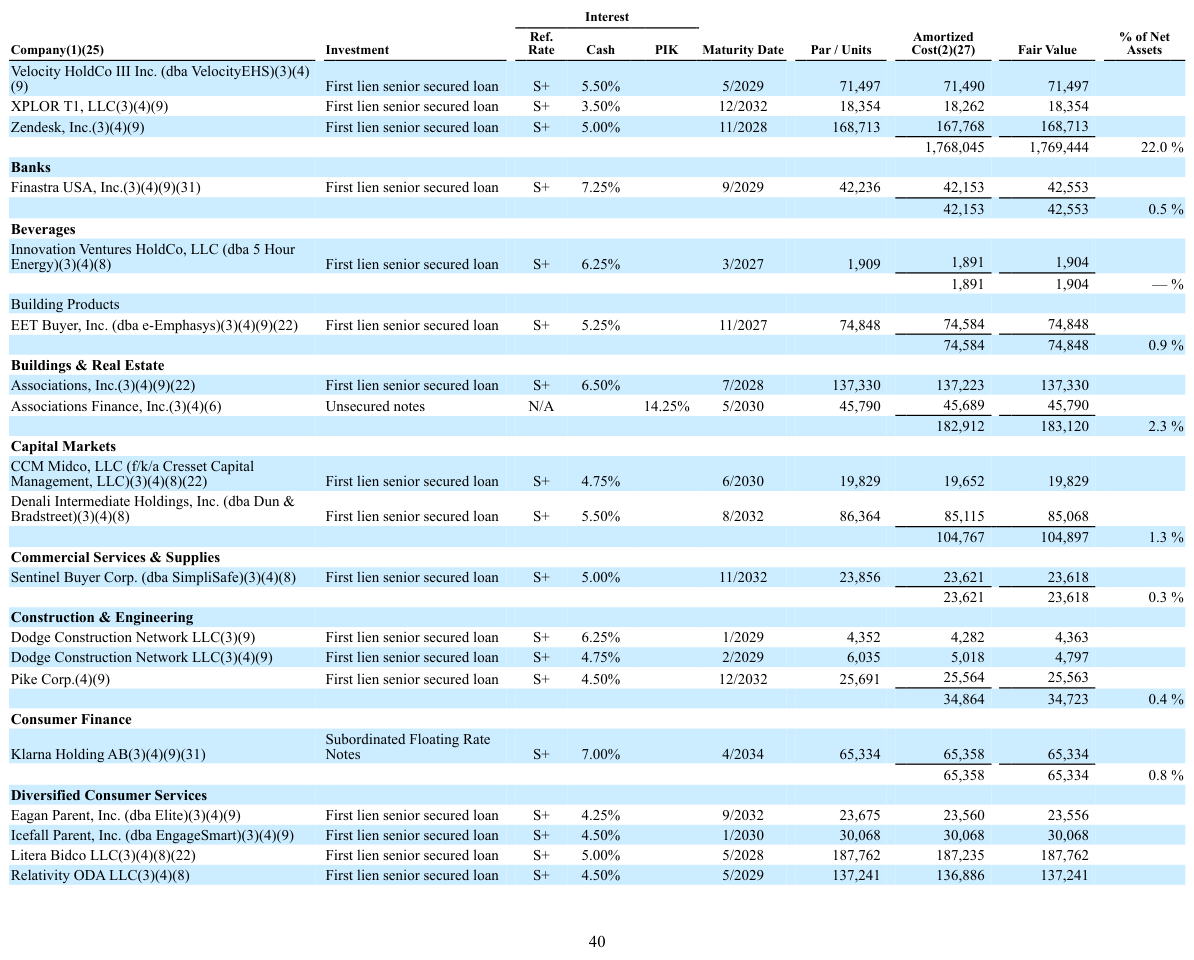 Interest
Company(1)(25) Investment Ref. Rate Cash PIK Maturity Date Par / Units Amortized Cost(2)(27) Fair Value % of Net Assets
Velocity HoldCo III Inc. (dba VelocityEHS)(3)(4)
(9) First lien senior secured loan S+ 5.50% 5/2029 71,497 71,490 71,497
XPLOR T1, LLC(3)(4)(9) First lien senior secured loan S+ 3.50% 12/2032 18,354 18,262 18,354
Zendesk, Inc.(3)(4)(9) First lien senior secured loan S+ 5.00% 11/2028 168,713 167,768 168,713
1,768,045 1,769,444 22.0 %
Banks
Finastra USA, Inc.(3)(4)(9)(31) First lien senior secured loan S+ 7.25% 9/2029 42,236 42,153 42,553
42,153 42,553 0.5 %
Beverages
Innovation Ventures HoldCo, LLC (dba 5 Hour
Energy)(3)(4)(8) First lien senior secured loan S+ 6.25% 3/2027 1,909 1,891 1,904
1,891 1,904 — %
Building Products
EET Buyer, Inc. (dba e-Emphasys)(3)(4)(9)(22) First lien senior secured loan S+ 5.25% 11/2027 74,848 74,584 74,848
74,584 74,848 0.9 %
Buildings & Real Estate
Associations, Inc.(3)(4)(9)(22) First lien senior secured loan S+ 6.50% 7/2028 137,330 137,223 137,330
Associations Finance, Inc.(3)(4)(6) Unsecured notes N/A 14.25% 5/2030 45,790 45,689 45,790
182,912 183,120 2.3 %
Capital Markets
CCM Midco, LLC (f/k/a Cresset Capital
Management, LLC)(3)(4)(8)(22) First lien senior secured loan S+ 4.75% 6/2030 19,829 19,652 19,829
Denali Intermediate Holdings, Inc. (dba Dun &
Bradstreet)(3)(4)(8) First lien senior secured loan S+ 5.50% 8/2032 86,364 85,115 85,068
104,767 104,897 1.3 %
Commercial Services & Supplies
Sentinel Buyer Corp. (dba SimpliSafe)(3)(4)(8) First lien senior secured loan S+ 5.00% 11/2032 23,856 23,621 23,618
23,621 23,618 0.3 %
Construction & Engineering
Dodge Construction Network LLC(3)(9) First lien senior secured loan S+ 6.25% 1/2029 4,352 4,282 4,363
Dodge Construction Network LLC(3)(4)(9) First lien senior secured loan S+ 4.75% 2/2029 6,035 5,018 4,797
Pike Corp.(4)(9) First lien senior secured loan S+ 4.50% 12/2032 25,691 25,564 25,563
34,864 34,723 0.4 %
Consumer Finance
Klarna Holding AB(3)(4)(9)(31) Subordinated Floating Rate Notes S+ 7.00% 4/2034 65,334 65,358 65,334
65,358 65,334 0.8 %
Diversified Consumer Services
Eagan Parent, Inc. (dba Elite)(3)(4)(9) First lien senior secured loan S+ 4.25% 9/2032 23,675 23,560 23,556
Icefall Parent, Inc. (dba EngageSmart)(3)(4)(9) First lien senior secured loan S+ 4.50% 1/2030 30,068 30,068 30,068
Litera Bidco LLC(3)(4)(8)(22) First lien senior secured loan S+ 5.00% 5/2028 187,762 187,235 187,762
Relativity ODA LLC(3)(4)(8) First lien senior secured loan S+ 4.50% 5/2029 137,241 136,886 137,241
40